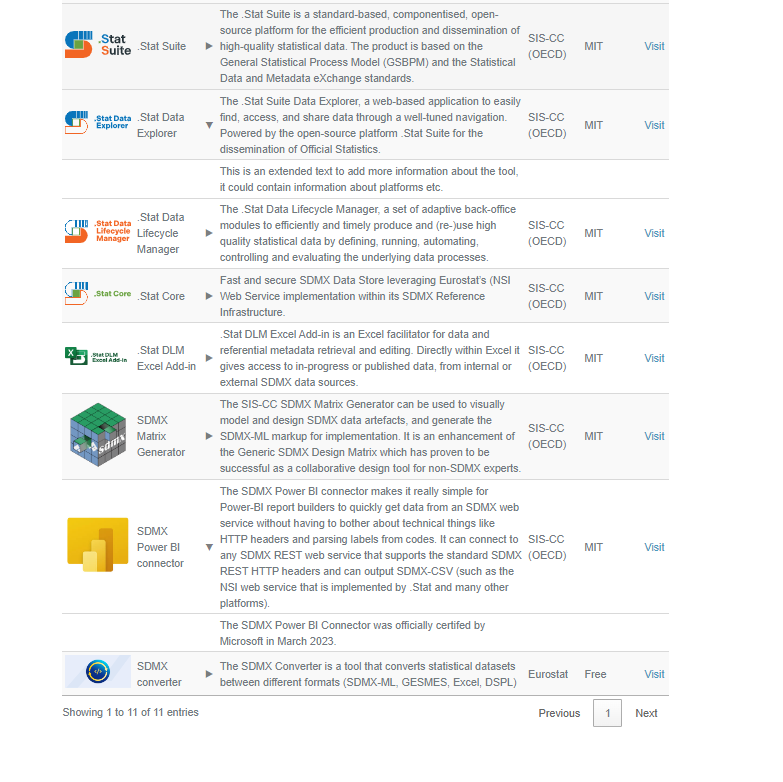 The .Stat Suite is a standard-based, componentised, open-
source platform for the efficient production and dissemination of
.Stat Suite .Stat Suite ▶ high-quality statistical data. The product is based on the SIS-CC (OECD) MIT Visit
General Statistical Process Model (GSBPM) and the Statistical
Data and Metadata eXchange standards.
The .Stat Suite Data Explorer, a web-based application to easily
.Stat Data Explorer .Stat Data Explorer ▼ find, access, and share data through a well-tuned navigation. SIS-CC (OECD) MIT Visit
Powered by the open-source platform .Stat Suite for the
dissemination of Official Statistics.
This is an extended text to add more information about the tool,
it could contain information about platforms etc.
The .Stat Data Lifecycle Manager, a set of adaptive back-office
.Stat Data Lifecycle Manager .Stat Data Lifecycle Manager ▶ modules to efficiently and timely produce and (re-)use high SIS-CC (OECD) MIT Visit
quality statistical data by defining, running, automating,
controlling and evaluating the underlying data processes.
Fast and secure SDMX Data Store leveraging Eurostat's (NSI
.Stat Core .Stat Core ▶ Web Service implementation within its SDMX Reference SIS-CC (OECD) MIT Visit
Infrastructure.
.Stat DLM Excel Add-in is an Excel facilitator for data and
.Stat DLM Excel Add-in .Stat DLM Excel Add-in ▶ referential metadata retrieval and editing. Directly within Excel it SIS-CC (OECD) MIT Visit
gives access to in-progress or published data, from internal or
external SDMX data sources.
The SIS-CC SDMX Matrix Generator can be used to visually
model and design SDMX data artefacts, and generate the
sdmx SDMX Matrix Generator ▶ SDMX-ML markup for implementation. It is an enhancement of SIS-CC (OECD) MIT Visit
the Generic SDMX Design Matrix which has proven to be
successful as a collaborative design tool for non-SDMX experts.
The SDMX Power BI connector makes it really simple for
Power-BI report builders to quickly get data from an SDMX web
service without having to bother about technical things like
SDMX Power BI connector ▼ HTTP headers and parsing labels from codes. It can connect to SIS-CC (OECD) MIT Visit
any SDMX REST web service that supports the standard SDMX
REST HTTP headers and can output SDMX-CSV (such as the
NSI web service that is implemented by .Stat and many other
platforms).
The SDMX Power BI Connector was officially certifed by
Microsoft in March 2023.
SDMX converter ▶ The SDMX Converter is a tool that converts statistical datasets Eurostat Free Visit
between different formats (SDMX-ML, GESMES, Excel, DSPL)
Showing 1 to 11 of 11 entries Previous 1 Next